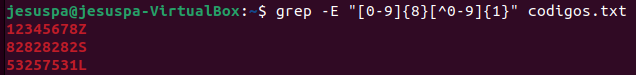 jesuspa@jesuspa-VirtualBox:~$ grep -E "[0-9]{8}[^0-9]{1}" codigos.txt
12345678Z
82828282S
53257531L